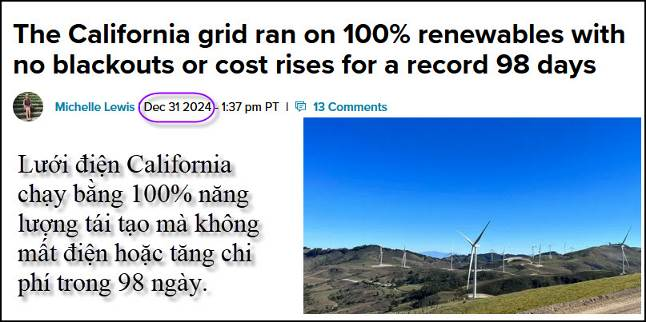 The California grid ran on 100% renewables with
no blackouts or cost rises for a record 98 days
Michelle Lewis | Dec 31 2024 - 1:37 pm PT | 13 Comments
Lưới điện California
chạy bằng 100% năng
lượng tái tạo mà không
mất điện hoặc tăng chi
phí trong 98 ngày.